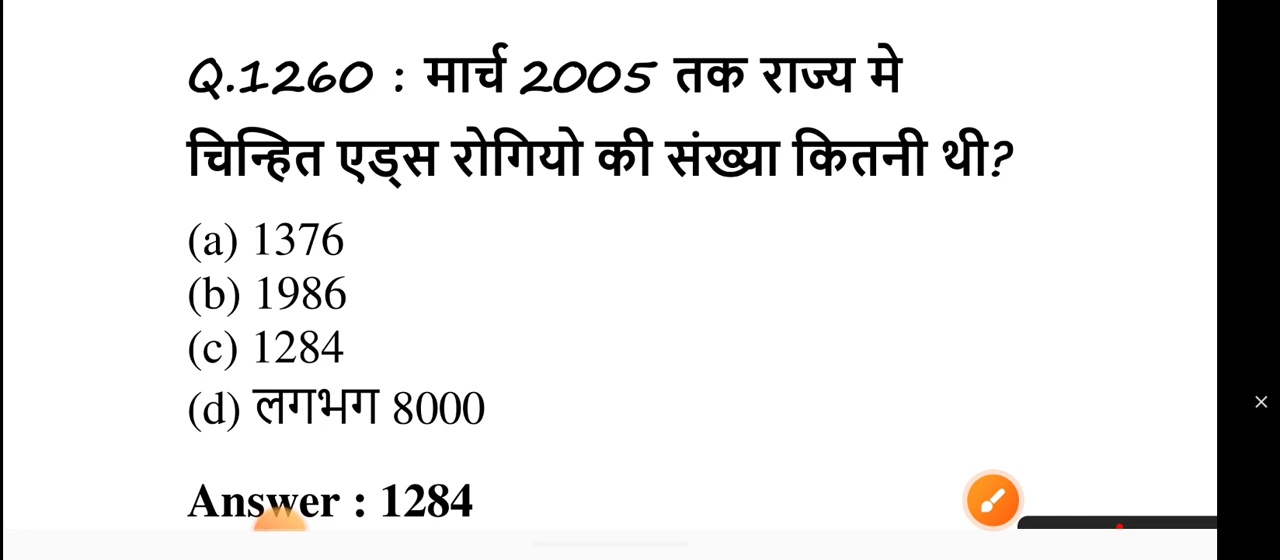 Q.1260 : मार्च 2005 तक राज्य मे
चिन्हित एड्स रोगियो की संख्या कितनी थी?
(a) 1376
(b) 1986
(c) 1284
(d) लगभग 8000
Answer : 1284